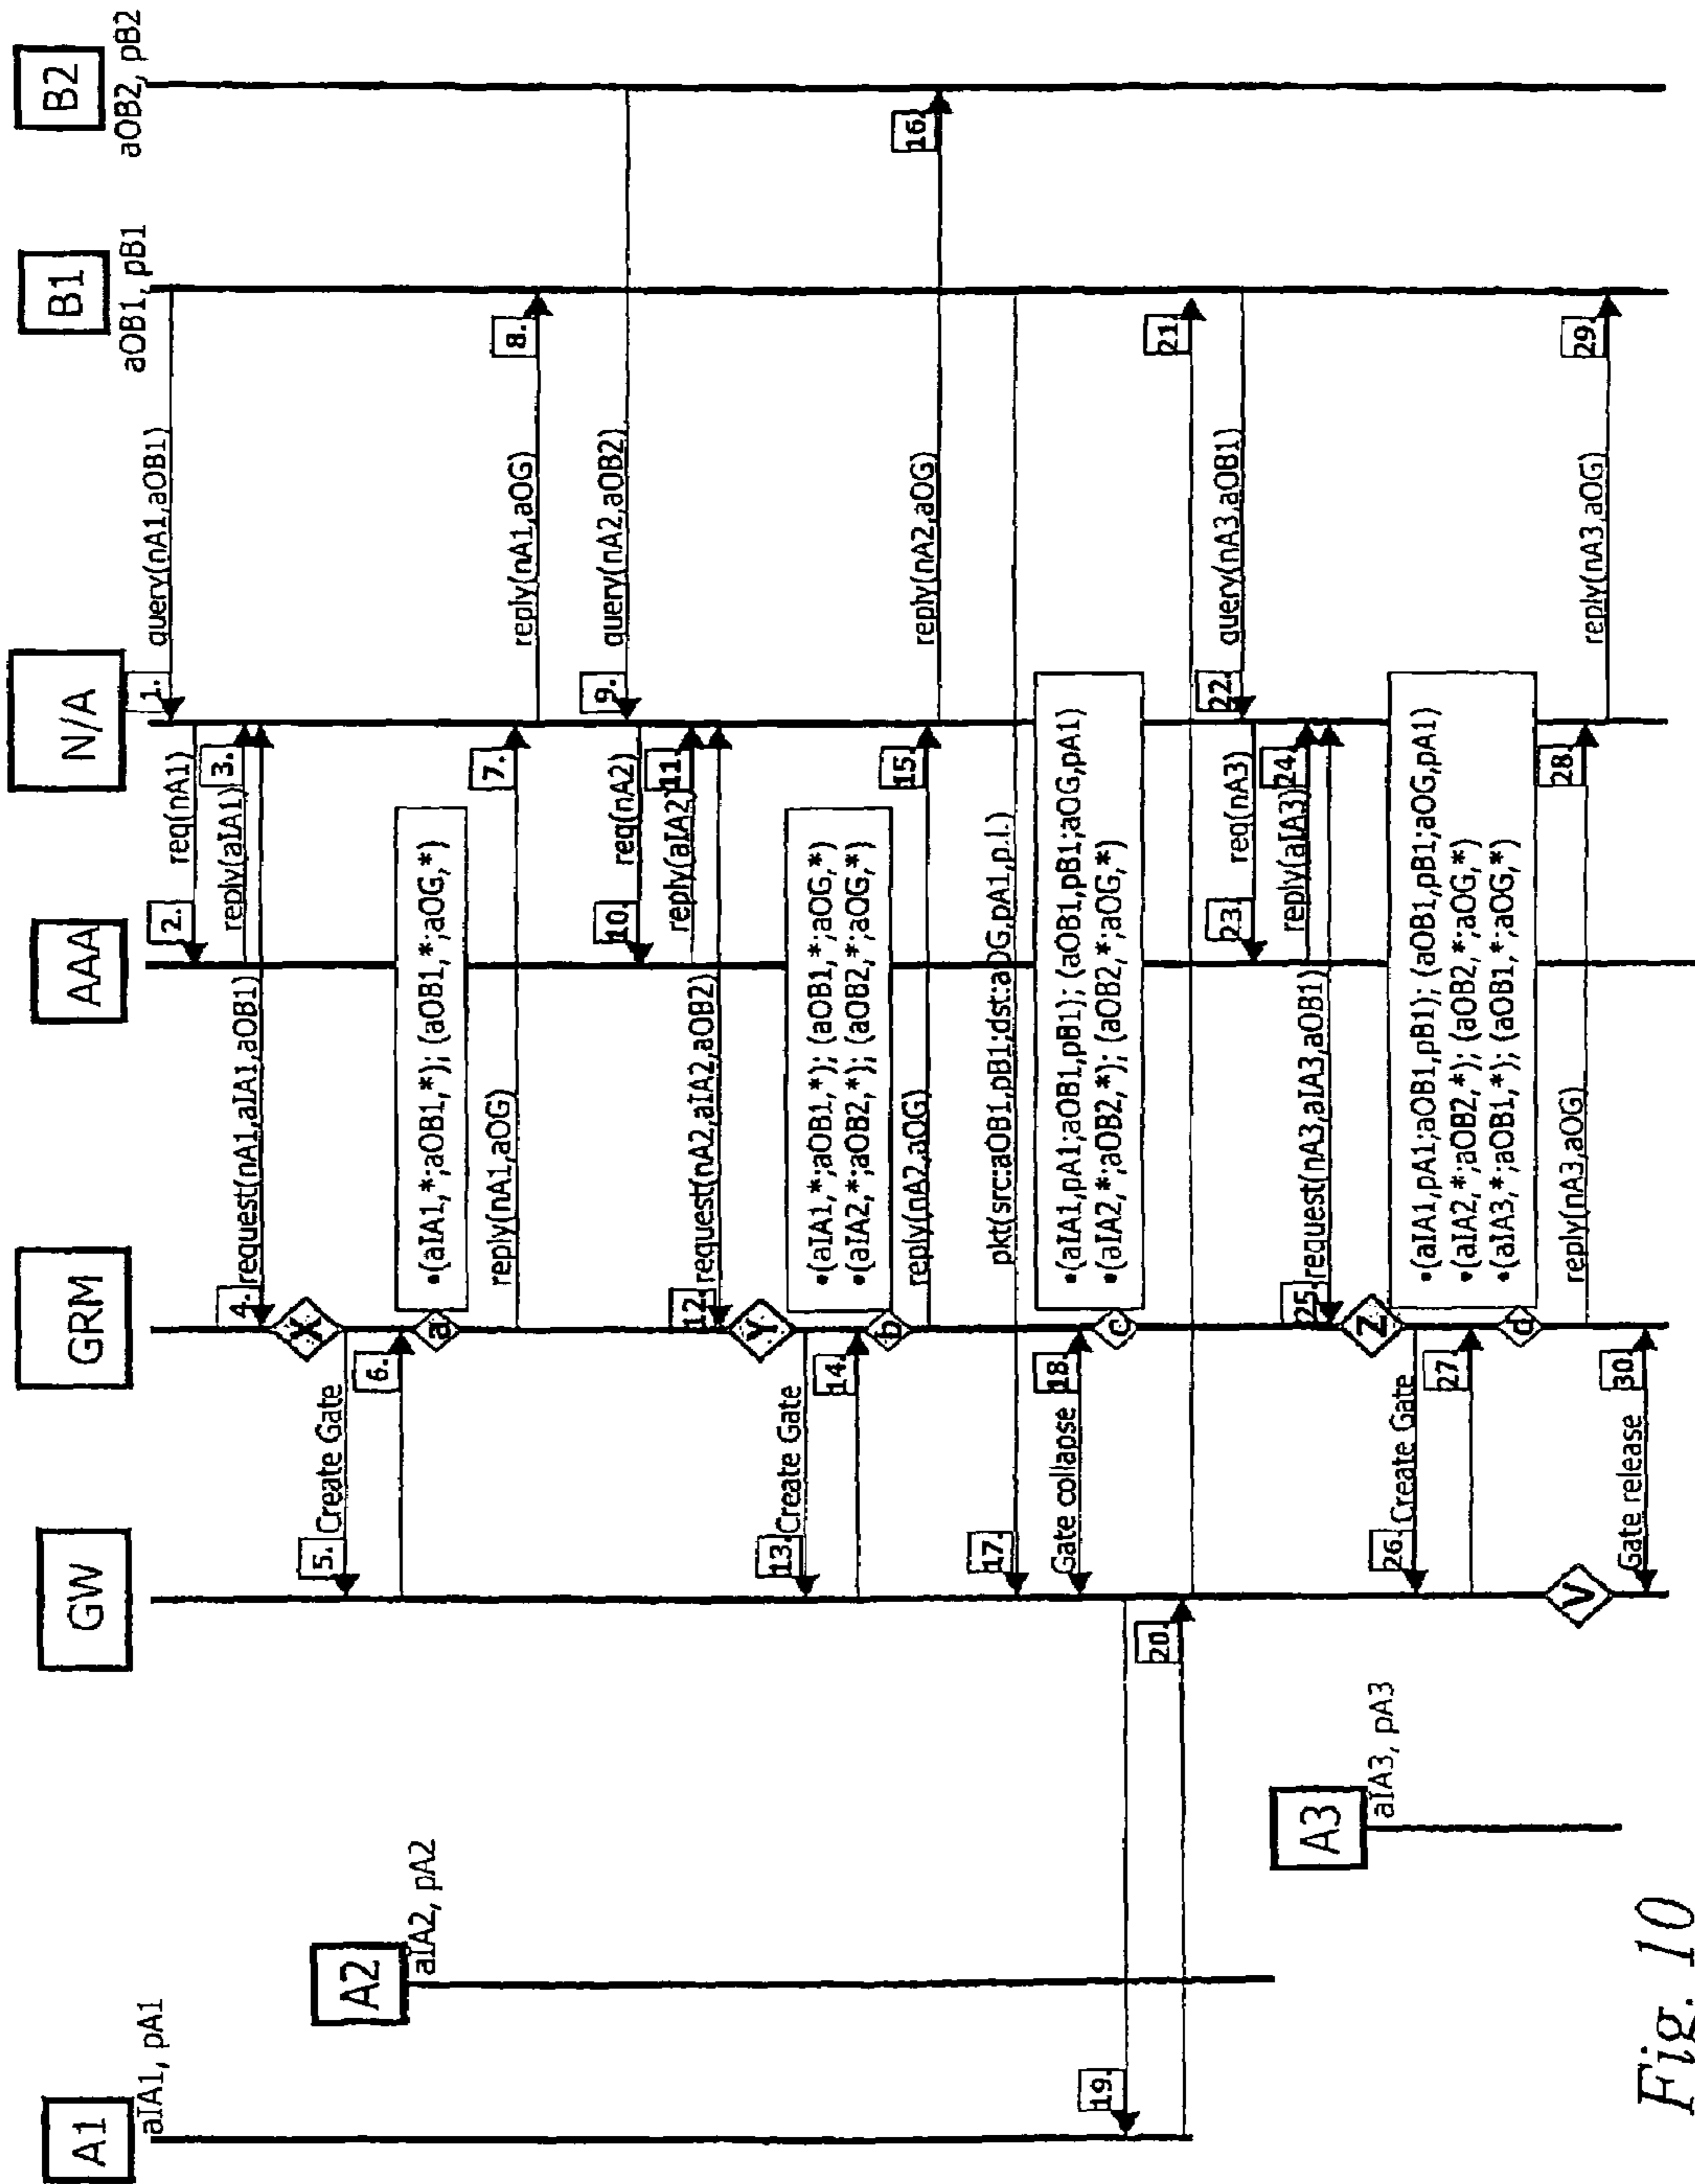 A1
aIA1, pA1
A2
aIA2, pA2
A3
aIA3, pA3
GW
GRM
AAA
N/A
B1
aOB1, pB1
B2
aOB2, pB2
1.
query(nA1,aOB1)
2.
req(nA1)
reply(aIA1)
3.
4.
request(nA1,aIA1,aOB1)
X
5.
Create Gate
6.
a
•(aIA1,*;aOB1,*); (aOB1,*;aOG,*)
reply(nA1,aOG)
7.
reply(nA1,aOG)
8.
9.
query(nA2,aOB2)
10.
req(nA2)
reply(aIA2)
11.
12.
request(nA2,aIA2,aOB2)
Y
13.
Create Gate
14.
b
•(aIA1,*;aOB1,*); (aOB1,*;aOG,*)
•(aIA2,*;aOB2,*); (aOB2,*;aOG,*)
reply(nA2,aOG)
15.
reply(nA2,aOG)
16.
17.
pkt(src:aOB1,pB1;dst:aOG,pA1,p.l.)
Gate collapse
18.
c
•(aIA1,pA1;aOB1,pB1); (aOB1,pB1;aOG,pA1)
•(aIA2,*;aOB2,*); (aOB2,*;aOG,*)
19.
20.
21.
22.
query(nA3,aOB1)
23.
req(nA3)
reply(aIA3)
24.
25.
request(nA3,aIA3,aOB1)
Z
26.
Create Gate
27.
d
•(aIA1,pA1;aOB1,pB1); (aOB1,pB1;aOG,pA1)
•(aIA2,*;aOB2,*); (aOB2,*;aOG,*)
•(aIA3,*;aOB1,*); (aOB1,*;aOG,*)
reply(nA3,aOG)
28.
reply(nA3,aOG)
29.
V
Gate release
30.
Fig. 10